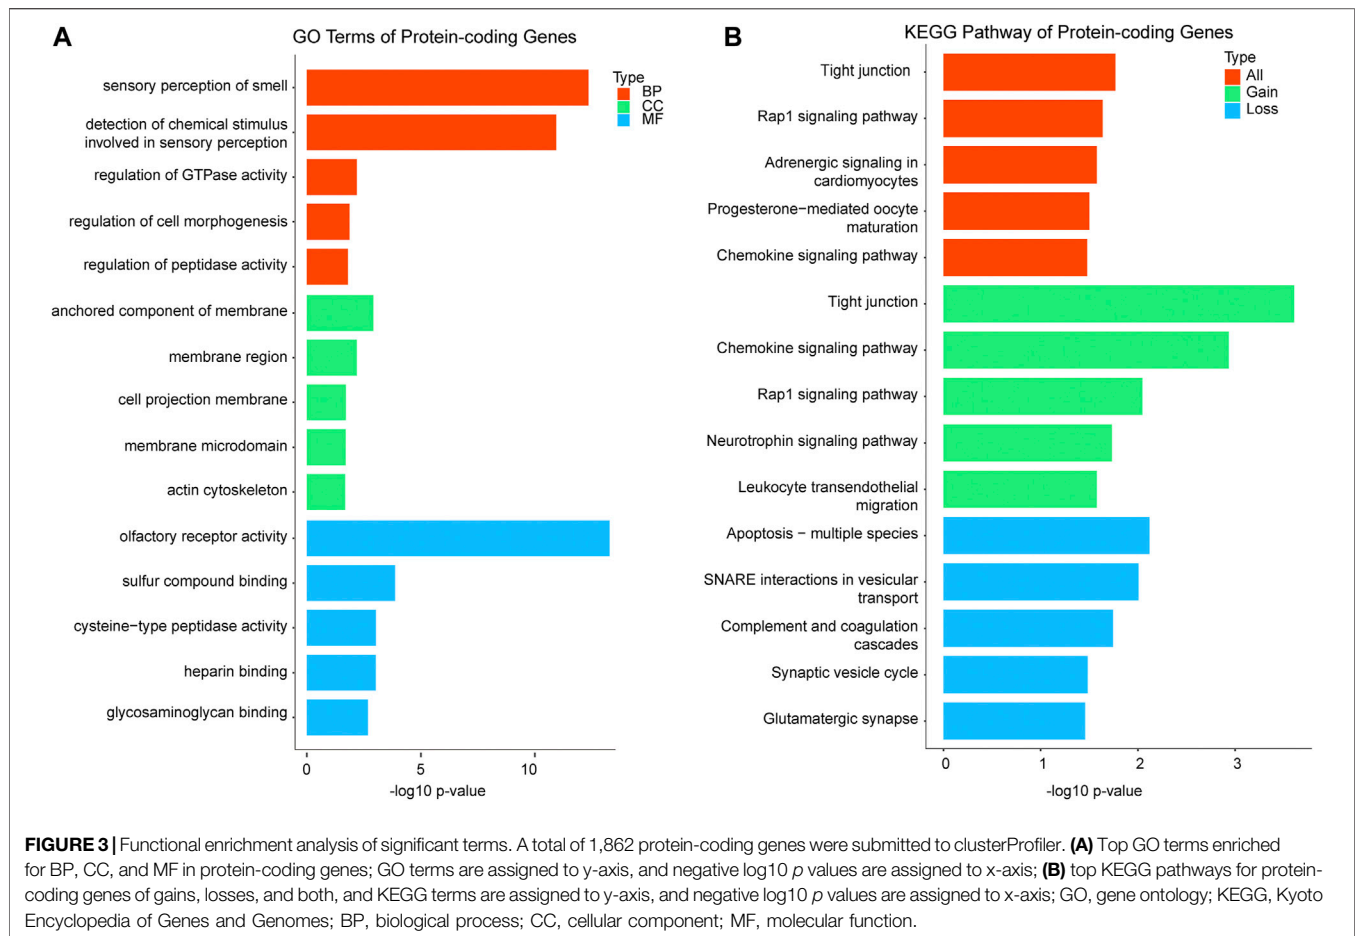 A
GO Terms of Protein-coding Genes
sensory perception of smell
detection of chemical stimulus
involved in sensory perception
regulation of GTPase activity
regulation of cell morphogenesis
regulation of peptidase activity
anchored component of membrane
membrane region
cell projection membrane
membrane microdomain
actin cytoskeleton
olfactory receptor activity
sulfur compound binding
cysteine−type peptidase activity
heparin binding
glycosaminoglycan binding
Type
BP
CC
MF
0 5 10
-log10 p-value
B
KEGG Pathway of Protein-coding Genes
Tight junction
Rap1 signaling pathway
Adrenergic signaling in
cardiomyocytes
Progesterone−mediated oocyte
maturation
Chemokine signaling pathway
Tight junction
Chemokine signaling pathway
Rap1 signaling pathway
Neurotrophin signaling pathway
Leukocyte transendothelial
migration
Apoptosis − multiple species
SNARE interactions in vesicular
transport
Complement and coagulation
cascades
Synaptic vesicle cycle
Glutamatergic synapse
Type
All
Gain
Loss
0 1 2 3
-log10 p-value
FIGURE 3 | Functional enrichment analysis of significant terms. A total of 1,862 protein-coding genes were submitted to clusterProfiler. (A) Top GO terms enriched
for BP, CC, and MF in protein-coding genes; GO terms are assigned to y-axis, and negative log10 p values are assigned to x-axis; (B) top KEGG pathways for protein-
coding genes of gains, losses, and both, and KEGG terms are assigned to y-axis, and negative log10 p values are assigned to x-axis; GO, gene ontology; KEGG, Kyoto
Encyclopedia of Genes and Genomes; BP, biological process; CC, cellular component; MF, molecular function.